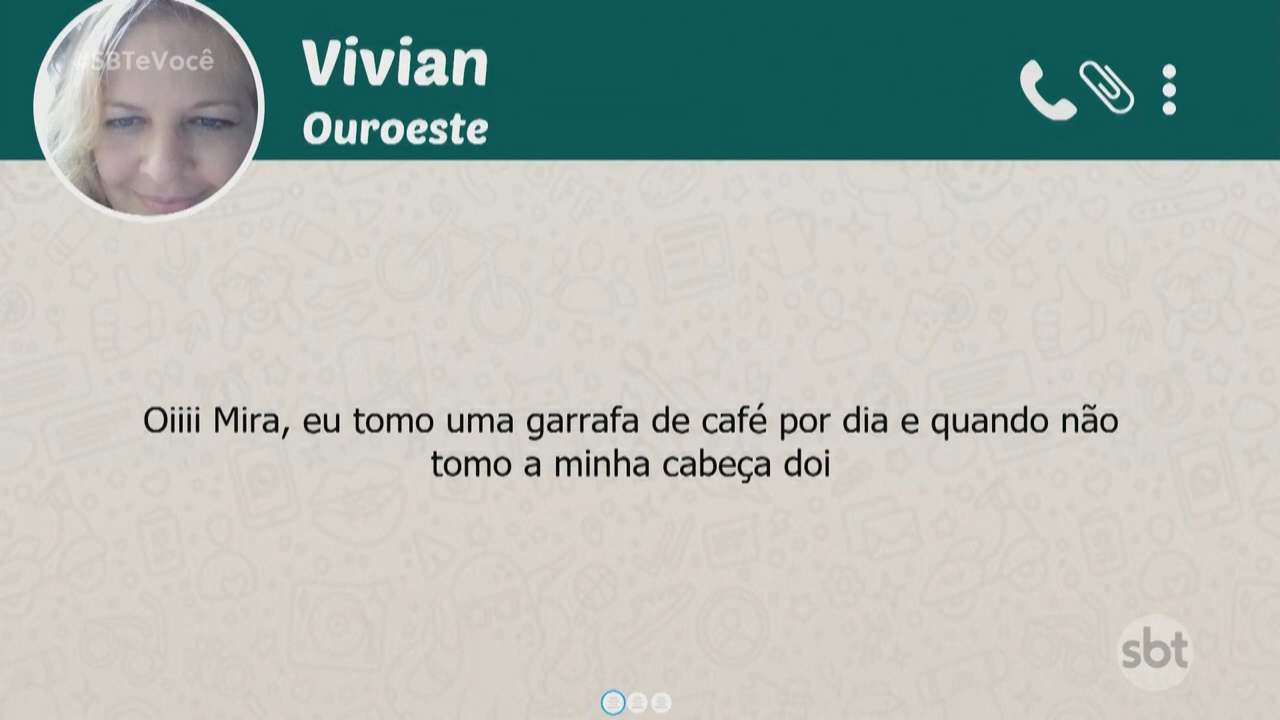 #SBTeVocê
Vivian
Ouroeste
Oiiii Mira, eu tomo uma garrafa de café por dia e quando não
tomo a minha cabeça doi
sbt